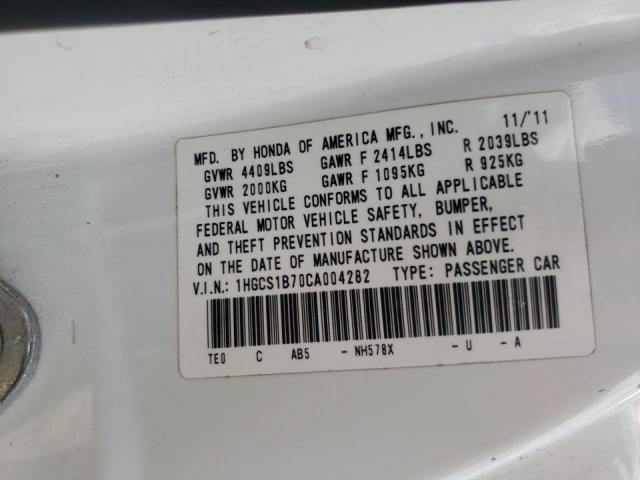 MFD. BY HONDA OF AMERICA MFG., INC. 11/'11
GVWR 4409LBS GAWR F 2414LBS R 2039LBS
GVWR 2000KG GAWR F 1095KG R 925KG
THIS VEHICLE CONFORMS TO ALL APPLICABLE
FEDERAL MOTOR VEHICLE SAFETY, BUMPER,
AND THEFT PREVENTION STANDARDS IN EFFECT
ON THE DATE OF MANUFACTURE SHOWN ABOVE.
V.I.N.: 1HGCS1B70CA004282 TYPE: PASSENGER CAR
TE0 C AB5 - NH578X - U - A